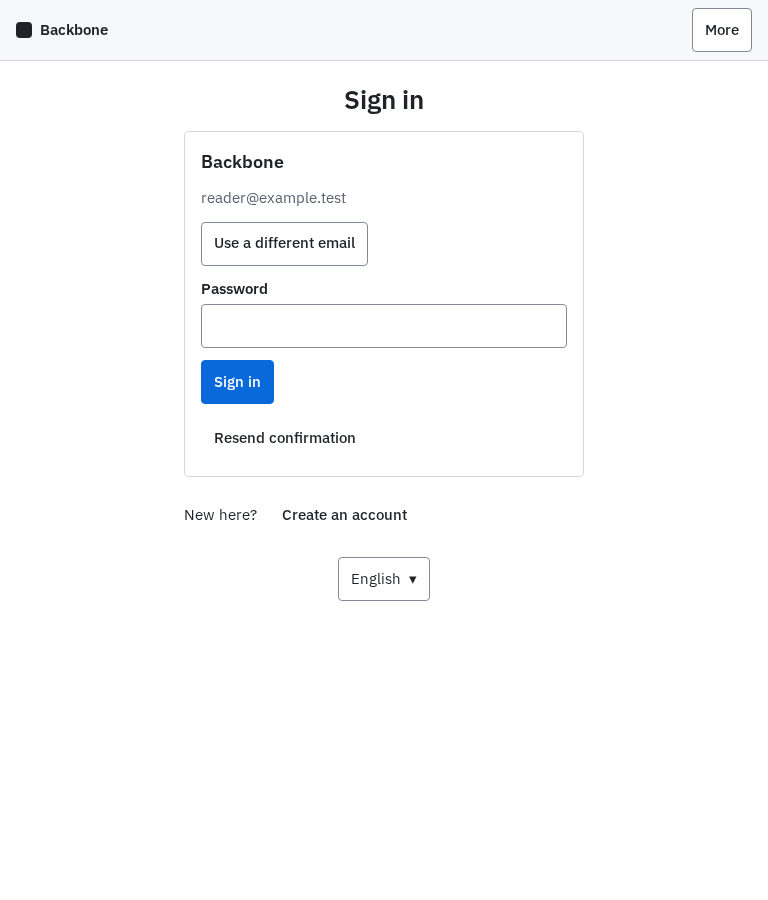 Backbone
More
Sign in
Backbone
reader@example.test
Use a different email
Password
Sign in
Resend confirmation
New here? Create an account
English ▾